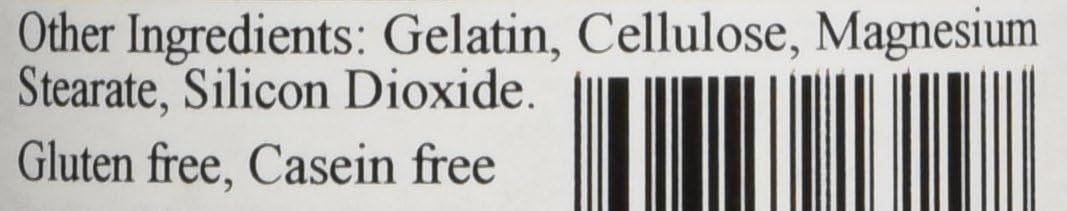 Other Ingredients: Gelatin, Cellulose, Magnesium
Stearate, Silicon Dioxide.
Gluten free, Casein free